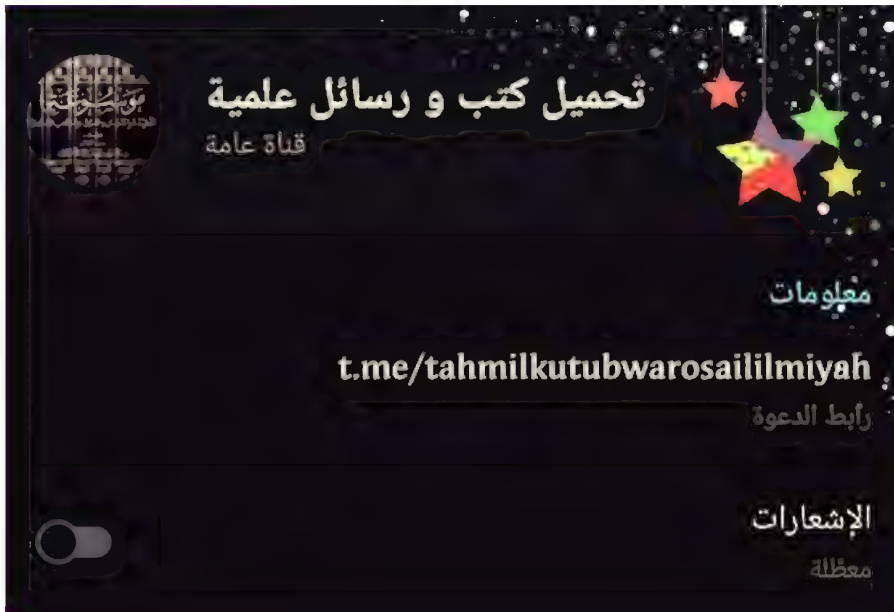 تحميل كتب و رسائل علمية
قناة عامة
معلومات
t.me/tahmilkutubwarosaililmiyah
رابط الدعوة
الإشعارات
معطلة